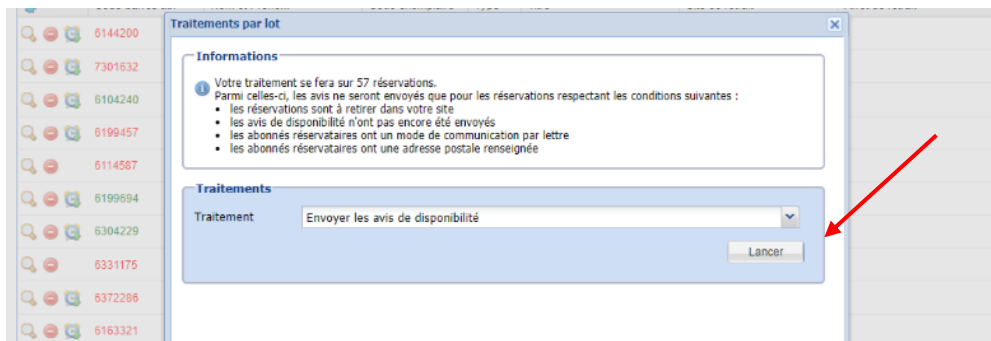 Traitements par lot
Informations
Votre traitement se fera sur 57 réservations.
Parmi celles-ci, les avis ne seront envoyés que pour les réservations respectant les conditions suivantes :
• les réservations sont à retirer dans votre site
• les avis de disponibilité n'ont pas encore été envoyés
• les abonnés réservataires ont un mode de communication par lettre
• les abonnés réservataires ont une adresse postale renseignée
Traitements
Traitement Envoyer les avis de disponibilité
Lancer
6144200
7301632
6104240
6199457
6114587
6199694
6304229
6331175
6372286
6163321